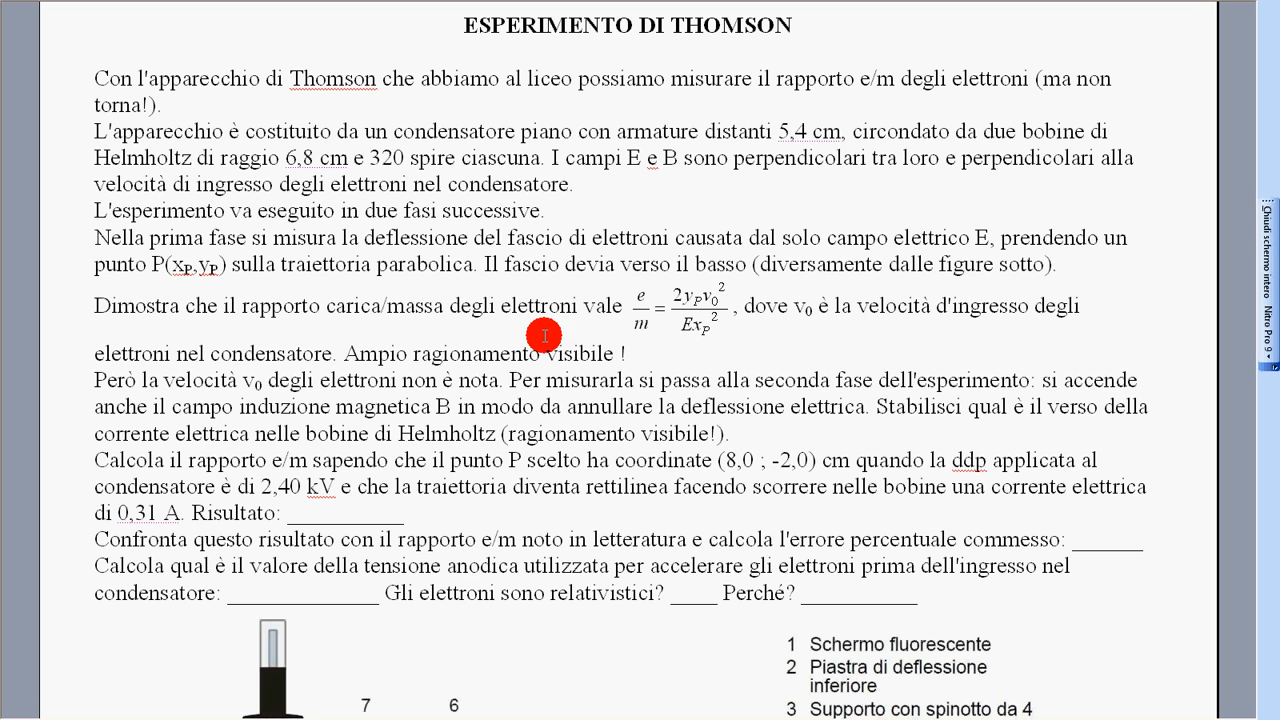 ESPERIMENTO DI THOMSON
Con l'apparecchio di Thomson che abbiamo al liceo possiamo misurare il rapporto e/m degli elettroni (ma non
torna!).
L'apparecchio è costituito da un condensatore piano con armature distanti 5,4 cm, circondato da due bobine di
Helmholtz di raggio 6,8 cm e 320 spire ciascuna. I campi E e B sono perpendicolari tra loro e perpendicolari alla
velocità di ingresso degli elettroni nel condensatore.
L'esperimento va eseguito in due fasi successive.
Nella prima fase si misura la deflessione del fascio di elettroni causata dal solo campo elettrico E, prendendo un
punto P(xP,yP) sulla traiettoria parabolica. Il fascio devia verso il basso (diversamente dalle figure sotto).
Dimostra che il rapporto carica/massa degli elettroni vale e/m = 2yPv0²/ExP², dove v0 è la velocità d'ingresso degli
elettroni nel condensatore. Ampio ragionamento visibile !
Però la velocità v0 degli elettroni non è nota. Per misurarla si passa alla seconda fase dell'esperimento: si accende
anche il campo induzione magnetica B in modo da annullare la deflessione elettrica. Stabilisci qual è il verso della
corrente elettrica nelle bobine di Helmholtz (ragionamento visibile!).
Calcola il rapporto e/m sapendo che il punto P scelto ha coordinate (8,0 ; -2,0) cm quando la ddp applicata al
condensatore è di 2,40 kV e che la traiettoria diventa rettilinea facendo scorrere nelle bobine una corrente elettrica
di 0,31 A. Risultato: __________
Confronta questo risultato con il rapporto e/m noto in letteratura e calcola l'errore percentuale commesso: ______
Calcola qual è il valore della tensione anodica utilizzata per accelerare gli elettroni prima dell'ingresso nel
condensatore: _____________ Gli elettroni sono relativistici? ____ Perché? __________
7 6
1 Schermo fluorescente
2 Piastra di deflessione
inferiore
3 Supporto con spinotto da 4
Chiudi schermo intero Nitro Pro 9